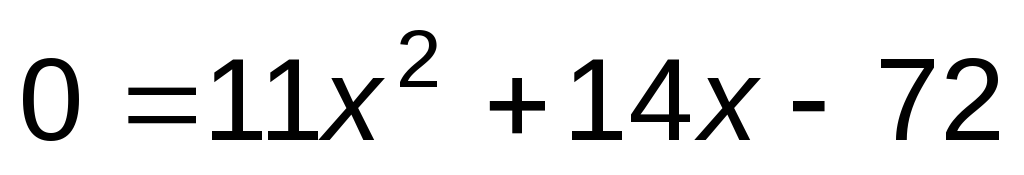 0 =11x² +14x - 72